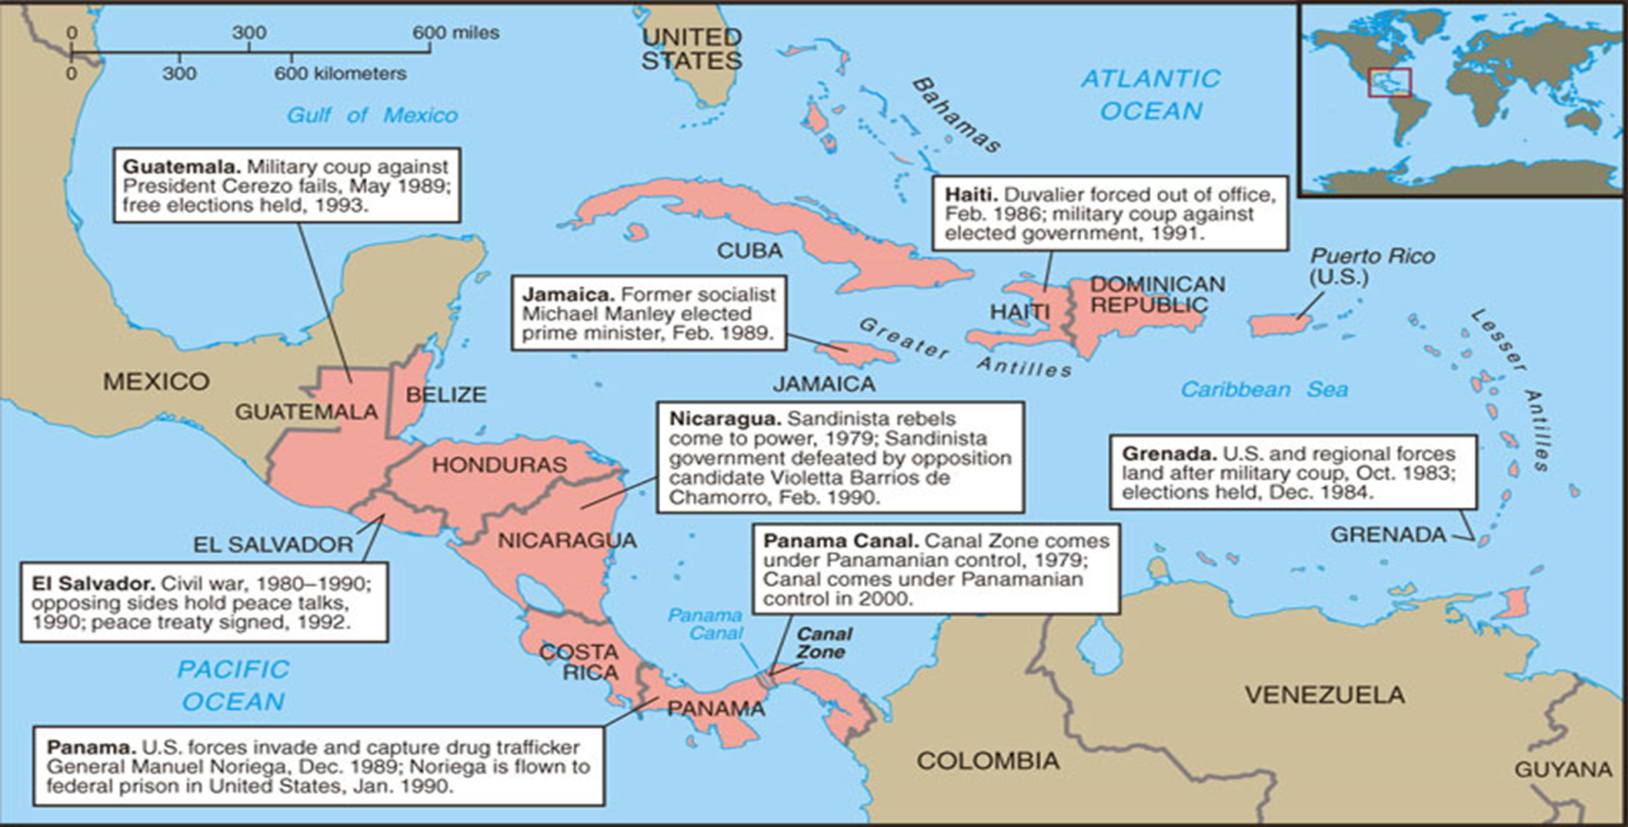 0 300 600 miles
0 300 600 kilometers
UNITED
STATES
ATLANTIC
OCEAN
Gulf of Mexico
Bahamas
Guatemala. Military coup against
President Cerezo fails, May 1989;
free elections held, 1993.
Haiti. Duvalier forced out of office,
Feb. 1986; military coup against
elected government, 1991.
CUBA
Puerto Rico
(U.S.)
Jamaica. Former socialist
Michael Manley elected
prime minister, Feb. 1989.
HAITI
DOMINICAN
REPUBLIC
Greater Antilles
Lesser Antilles
MEXICO
GUATEMALA
BELIZE
JAMAICA
Caribbean Sea
Nicaragua. Sandinista rebels
come to power, 1979; Sandinista
government defeated by opposition
candidate Violetta Barrios de
Chamorro, Feb. 1990.
HONDURAS
Grenada. U.S. and regional forces
land after military coup, Oct. 1983;
elections held, Dec. 1984.
GRENADA
EL SALVADOR
NICARAGUA
Panama Canal. Canal Zone comes
under Panamanian control, 1979;
Canal comes under Panamanian
control in 2000.
El Salvador. Civil war, 1980–1990;
opposing sides hold peace talks,
1990; peace treaty signed, 1992.
Panama
Canal
Canal
Zone
PACIFIC
OCEAN
COSTA
RICA
PANAMA
VENEZUELA
COLOMBIA
GUYANA
Panama. U.S. forces invade and capture drug trafficker
General Manuel Noriega, Dec. 1989; Noriega is flown to
federal prison in United States, Jan. 1990.